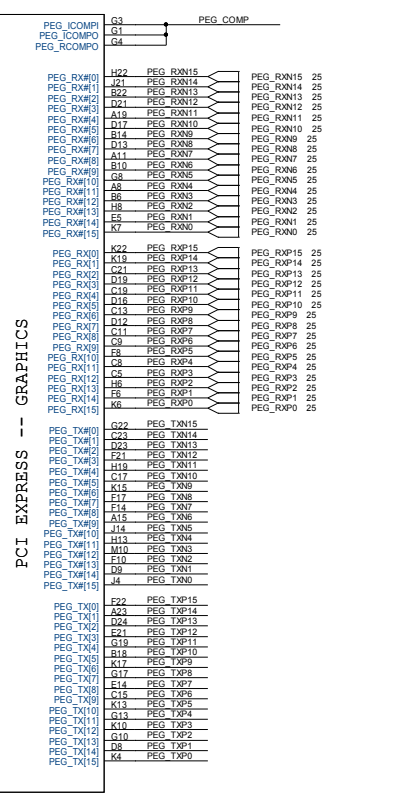 PEG_ICOMPI G3 PEG_COMP
PEG_ICOMPO G1
PEG_RCOMPO G4
PEG_RX#[0] H22 PEG_RXN15 PEG_RXN15 25
PEG_RX#[1] J21 PEG_RXN14 PEG_RXN14 25
PEG_RX#[2] B22 PEG_RXN13 PEG_RXN13 25
PEG_RX#[3] D21 PEG_RXN12 PEG_RXN12 25
PEG_RX#[4] A19 PEG_RXN11 PEG_RXN11 25
PEG_RX#[5] D17 PEG_RXN10 PEG_RXN10 25
PEG_RX#[6] B14 PEG_RXN9 PEG_RXN9 25
PEG_RX#[7] D13 PEG_RXN8 PEG_RXN8 25
PEG_RX#[8] A11 PEG_RXN7 PEG_RXN7 25
PEG_RX#[9] B10 PEG_RXN6 PEG_RXN6 25
PEG_RX#[10] G8 PEG_RXN5 PEG_RXN5 25
PEG_RX#[11] A8 PEG_RXN4 PEG_RXN4 25
PEG_RX#[12] B6 PEG_RXN3 PEG_RXN3 25
PEG_RX#[13] H8 PEG_RXN2 PEG_RXN2 25
PEG_RX#[14] E5 PEG_RXN1 PEG_RXN1 25
PEG_RX#[15] K7 PEG_RXN0 PEG_RXN0 25
PEG_RX[0] K22 PEG_RXP15 PEG_RXP15 25
PEG_RX[1] K19 PEG_RXP14 PEG_RXP14 25
PEG_RX[2] C21 PEG_RXP13 PEG_RXP13 25
PEG_RX[3] D19 PEG_RXP12 PEG_RXP12 25
PEG_RX[4] C19 PEG_RXP11 PEG_RXP11 25
PEG_RX[5] D16 PEG_RXP10 PEG_RXP10 25
PEG_RX[6] C13 PEG_RXP9 PEG_RXP9 25
PEG_RX[7] D12 PEG_RXP8 PEG_RXP8 25
PEG_RX[8] C11 PEG_RXP7 PEG_RXP7 25
PEG_RX[9] C9 PEG_RXP6 PEG_RXP6 25
PEG_RX[10] F8 PEG_RXP5 PEG_RXP5 25
PEG_RX[11] C8 PEG_RXP4 PEG_RXP4 25
PEG_RX[12] C5 PEG_RXP3 PEG_RXP3 25
PEG_RX[13] H6 PEG_RXP2 PEG_RXP2 25
PEG_RX[14] F6 PEG_RXP1 PEG_RXP1 25
PEG_RX[15] K6 PEG_RXP0 PEG_RXP0 25
PCI EXPRESS -- GRAPHICS
PEG_TX#[0] G22 PEG_TXN15
PEG_TX#[1] C23 PEG_TXN14
PEG_TX#[2] D23 PEG_TXN13
PEG_TX#[3] F21 PEG_TXN12
PEG_TX#[4] H19 PEG_TXN11
PEG_TX#[5] C17 PEG_TXN10
PEG_TX#[6] K15 PEG_TXN9
PEG_TX#[7] F17 PEG_TXN8
PEG_TX#[8] F14 PEG_TXN7
PEG_TX#[9] A15 PEG_TXN6
PEG_TX#[10] J14 PEG_TXN5
PEG_TX#[11] H13 PEG_TXN4
PEG_TX#[12] M10 PEG_TXN3
PEG_TX#[13] F10 PEG_TXN2
PEG_TX#[14] D9 PEG_TXN1
PEG_TX#[15] J4 PEG_TXN0
PEG_TX[0] F22 PEG_TXP15
PEG_TX[1] A23 PEG_TXP14
PEG_TX[2] D24 PEG_TXP13
PEG_TX[3] E21 PEG_TXP12
PEG_TX[4] G19 PEG_TXP11
PEG_TX[5] B18 PEG_TXP10
PEG_TX[6] K17 PEG_TXP9
PEG_TX[7] G17 PEG_TXP8
PEG_TX[8] E14 PEG_TXP7
PEG_TX[9] C15 PEG_TXP6
PEG_TX[10] K13 PEG_TXP5
PEG_TX[11] G13 PEG_TXP4
PEG_TX[12] K10 PEG_TXP3
PEG_TX[13] G10 PEG_TXP2
PEG_TX[14] D8 PEG_TXP1
PEG_TX[15] K4 PEG_TXP0